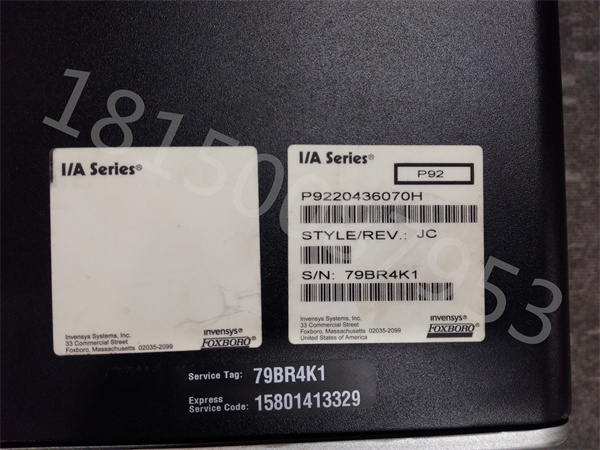 I/A Series®
Invensys Systems, Inc.
33 Commercial Street
Foxboro, Massachusetts 02035-2099
invensys®
FOXBORO®
I/A Series®
P92
P9220436070H
STYLE/REV.: JC
S/N: 79BR4K1
Invensys Systems, Inc.
33 Commercial Street
Foxboro, Massachusetts 02035-2099
United States of America
invensys®
FOXBORO®
Service Tag: 79BR4K1
Express
Service Code: 15801413329